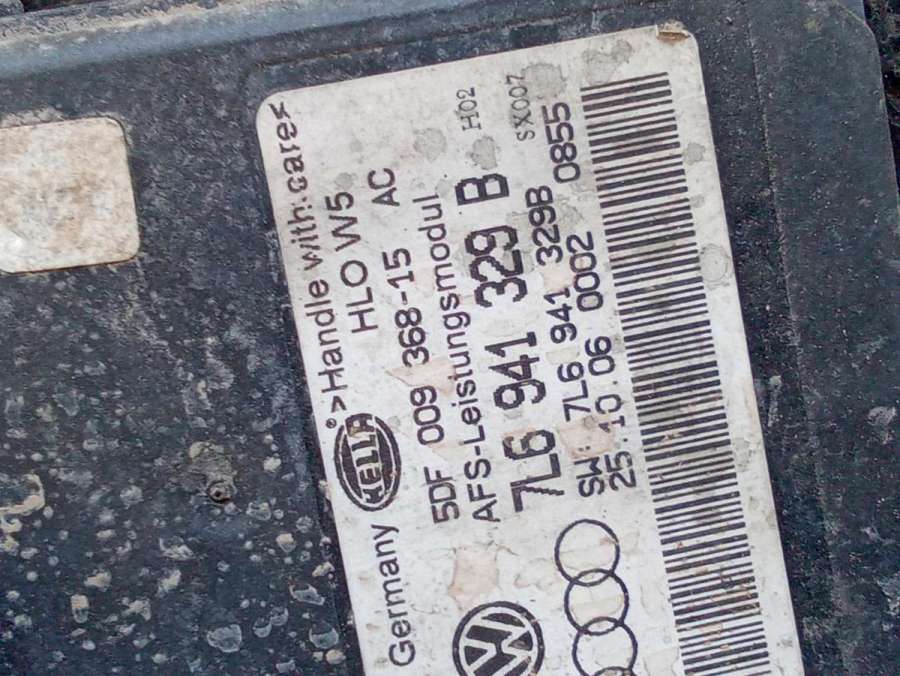 °>Handle with care<
HLO W5
HELLA
Germany
5DF 009 368-15 AC
AFS-Leistungsmodul H02
7L6 941 329 B
SX007
SW: 7L6 941 329B
25.10.06 0002 0855